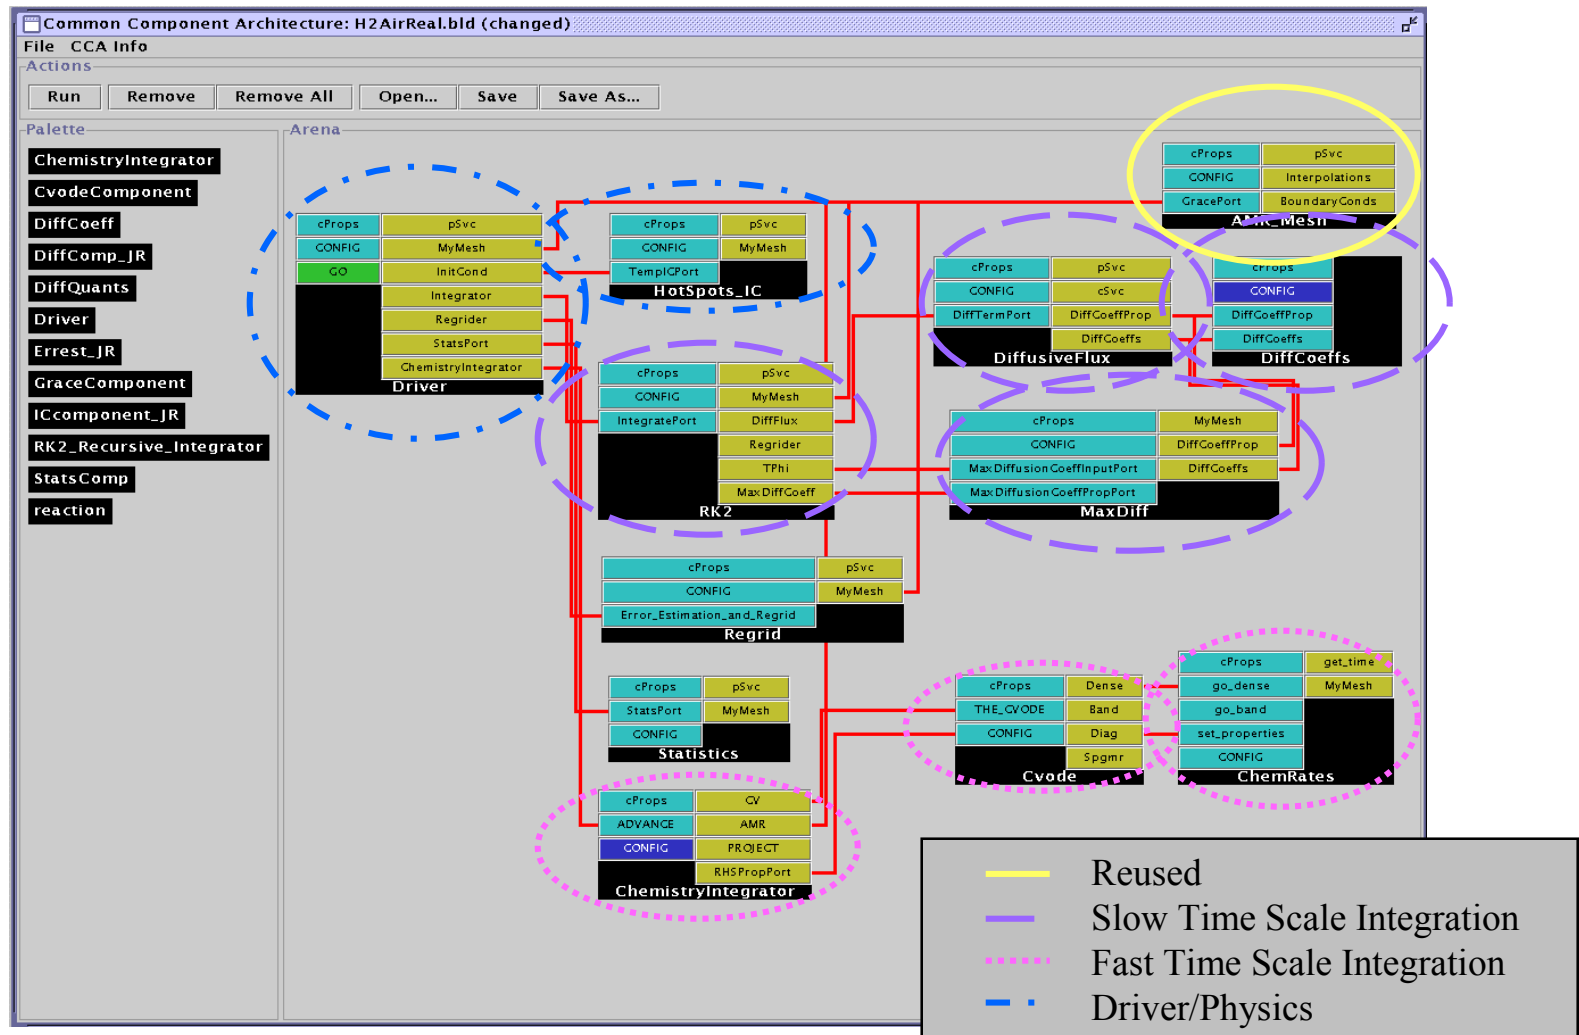 Common Component Architecture: H2AirReal.bld (changed)
File CCA Info
Actions
Run Remove Remove All Open... Save Save As...
Palette
ChemistryIntegrator
CvodeComponent
DiffCoeff
DiffComp_JR
DiffQuants
Driver
Errest_JR
GraceComponent
ICcomponent_JR
RK2_Recursive_Integrator
StatsComp
reaction
Arena
cProps pSvc
CONFIG MyMesh
GO InitCond
Integrator
Regrider
StatsPort
ChemistryIntegrator
Driver
cProps pSvc
CONFIG MyMesh
TempICPort
HotSpots_IC
cProps pSvc
CONFIG Interpolations
GracePort BoundaryConds
AMR_Mesh
cProps pSvc
CONFIG cSvc
DiffTermPort DiffCoeffProp
DiffCoeffs
DiffusiveFlux
cProps
CONFIG
DiffCoeffProp
DiffCoeffs
DiffCoeffs
cProps pSvc
CONFIG MyMesh
IntegratePort DiffFlux
Regrider
TPhi
MaxDiffCoeff
RK2
cProps MyMesh
CONFIG DiffCoeffProp
MaxDiffusionCoeffInputPort DiffCoeffs
MaxDiffusionCoeffPropPort
MaxDiff
cProps pSvc
CONFIG MyMesh
Error_Estimation_and_Regrid
Regrid
cProps pSvc
StatsPort MyMesh
CONFIG
Statistics
cProps Dense
THE_CVODE Band
CONFIG Diag
Spgmr
Cvode
cProps get_time
go_dense MyMesh
go_band
set_properties
CONFIG
ChemRates
cProps CV
ADVANCE AMR
CONFIG PROJECT
RHSPropPort
ChemistryIntegrator
Reused
Slow Time Scale Integration
Fast Time Scale Integration
Driver/Physics